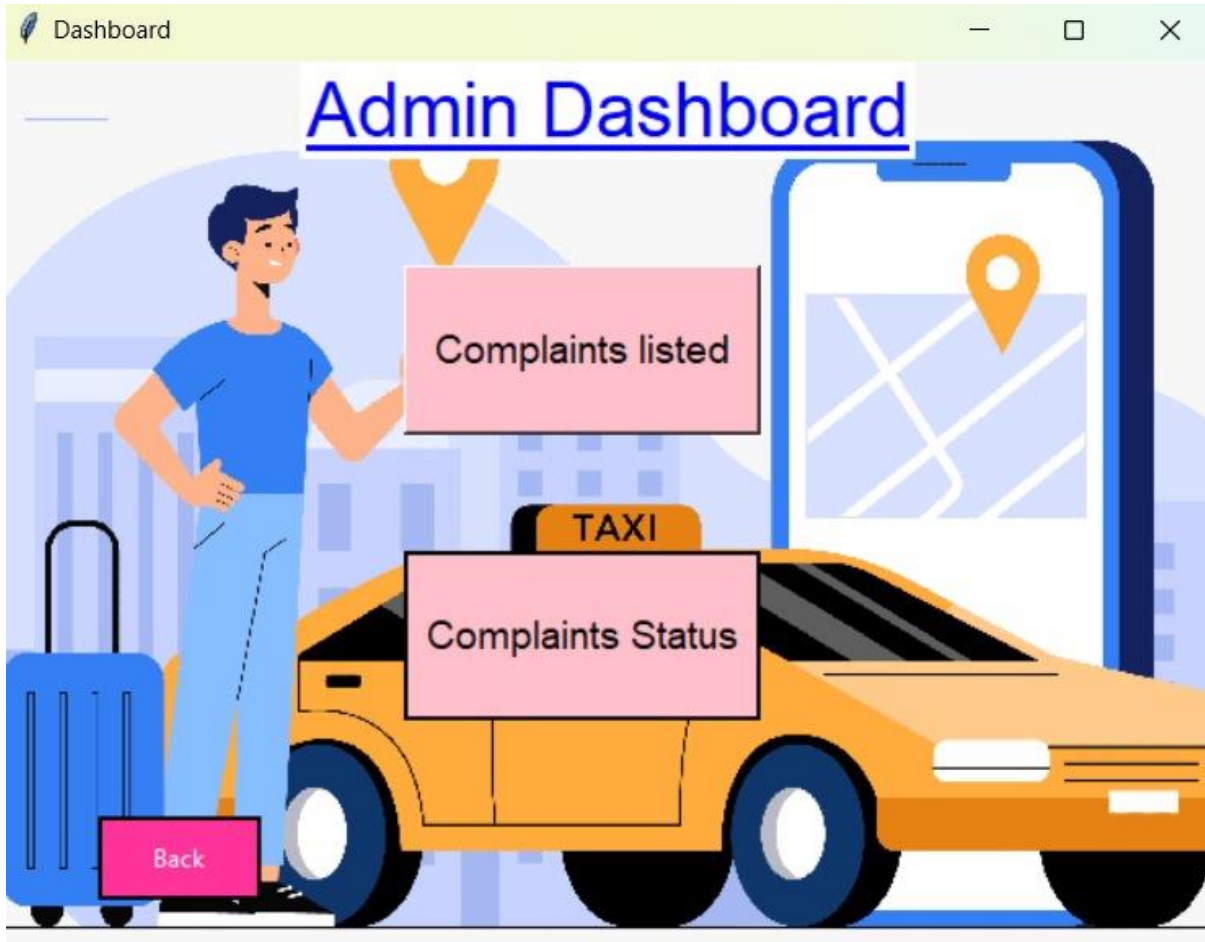 Dashboard
Admin Dashboard
Complaints listed
TAXI
Complaints Status
Back